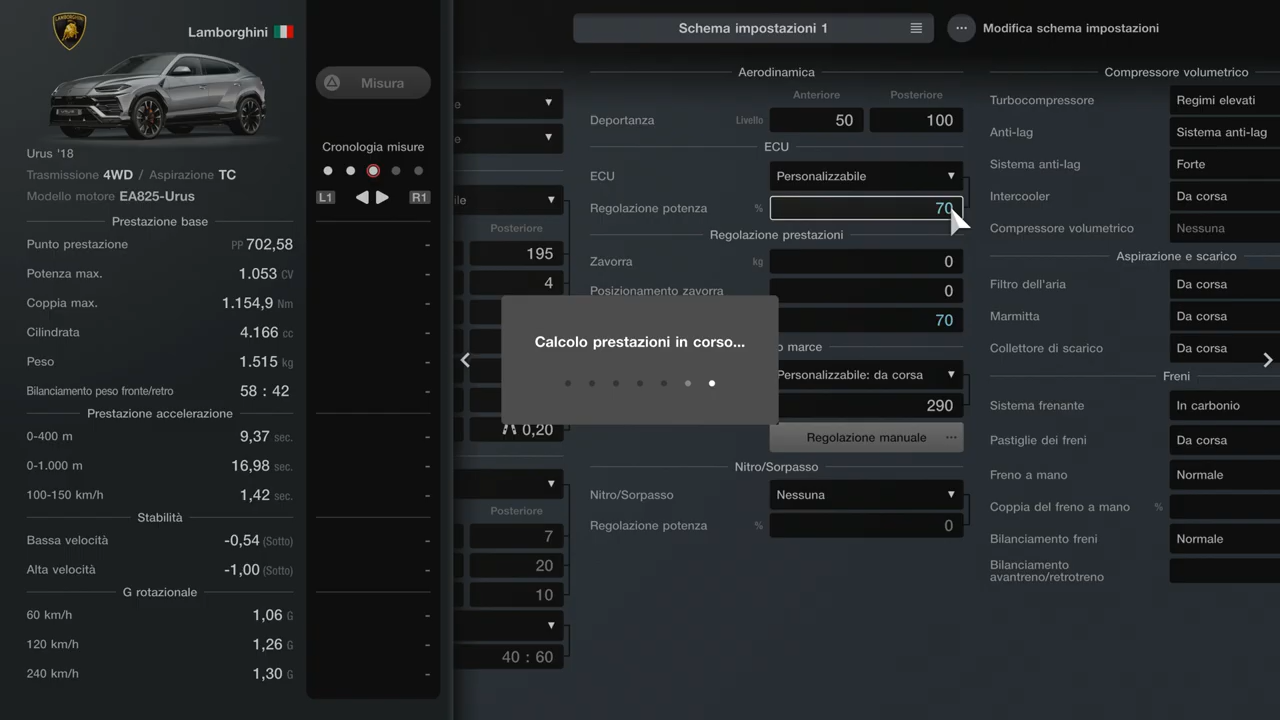 LAMBORGHINI
Lamborghini
Urus '18
Trasmissione 4WD / Aspirazione TC
Modello motore EA825-Urus
Prestazione base
Punto prestazione PP 702,58
Potenza max. 1.053 CV
Coppia max. 1.154,9 Nm
Cilindrata 4.166 cc
Peso 1.515 kg
Bilanciamento peso fronte/retro 58 : 42
Prestazione accelerazione
0-400 m 9,37 sec.
0-1.000 m 16,98 sec.
100-150 km/h 1,42 sec.
Stabilità
Bassa velocità -0,54 (Sotto)
Alta velocità -1,00 (Sotto)
G rotazionale
60 km/h 1,06 G
120 km/h 1,26 G
240 km/h 1,30 G
Misura
Cronologia misure
L1 R1
-
-
-
-
-
-
-
-
-
-
-
-
-
-
Schema impostazioni 1
Modifica schema impostazioni
Posteriore
195
4
0,20
Posteriore
7
20
10
40 : 60
Aerodinamica
Anteriore Posteriore
Deportanza Livello 50 100
ECU
ECU Personalizzabile
Regolazione potenza % 70
Regolazione prestazioni
Zavorra kg 0
Posizionamento zavorra 0
70
o marce
Personalizzabile: da corsa
290
Regolazione manuale
Nitro/Sorpasso
Nitro/Sorpasso Nessuna
Regolazione potenza % 0
Calcolo prestazioni in corso...
Compressore volumetrico
Turbocompressore Regimi elevati
Anti-lag Sistema anti-lag
Sistema anti-lag Forte
Intercooler Da corsa
Compressore volumetrico Nessuna
Aspirazione e scarico
Filtro dell'aria Da corsa
Marmitta Da corsa
Collettore di scarico Da corsa
Freni
Sistema frenante In carbonio
Pastiglie dei freni Da corsa
Freno a mano Normale
Coppia del freno a mano %
Bilanciamento freni Normale
Bilanciamento
avantreno/retrotreno